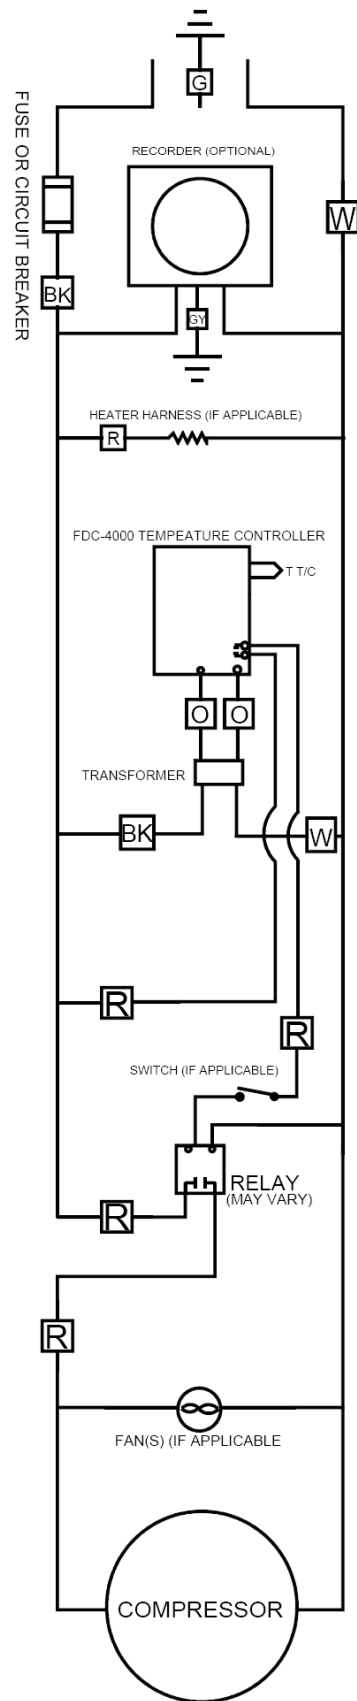 G
RECORDER (OPTIONAL)
FUSE OR CIRCUIT BREAKER
W
BK
GY
HEATER HARNESS (IF APPLICABLE)
R
FDC-4000 TEMPEATURE CONTROLLER
T T/C
O O
TRANSFORMER
BK
W
R
R
SWITCH (IF APPLICABLE)
RELAY
(MAY VARY)
R
R
FAN(S) (IF APPLICABLE
COMPRESSOR